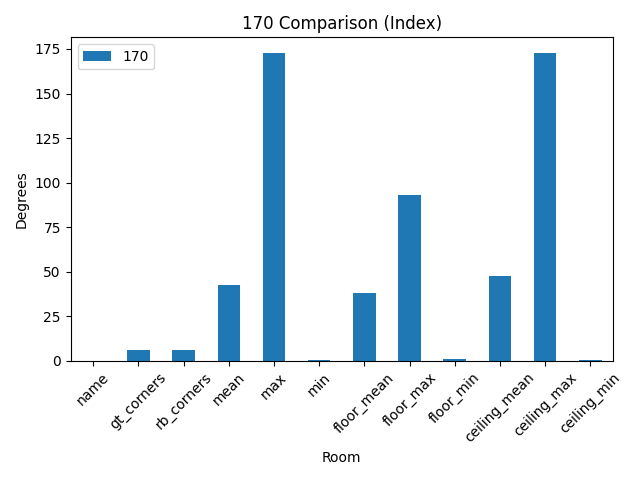 170 Comparison (Index)
170
Degrees
175
150
125
100
75
50
25
0
name
gt_corners
rb_corners
mean
max
min
floor_mean
floor_max
floor_min
ceiling_mean
ceiling_max
ceiling_min
Room